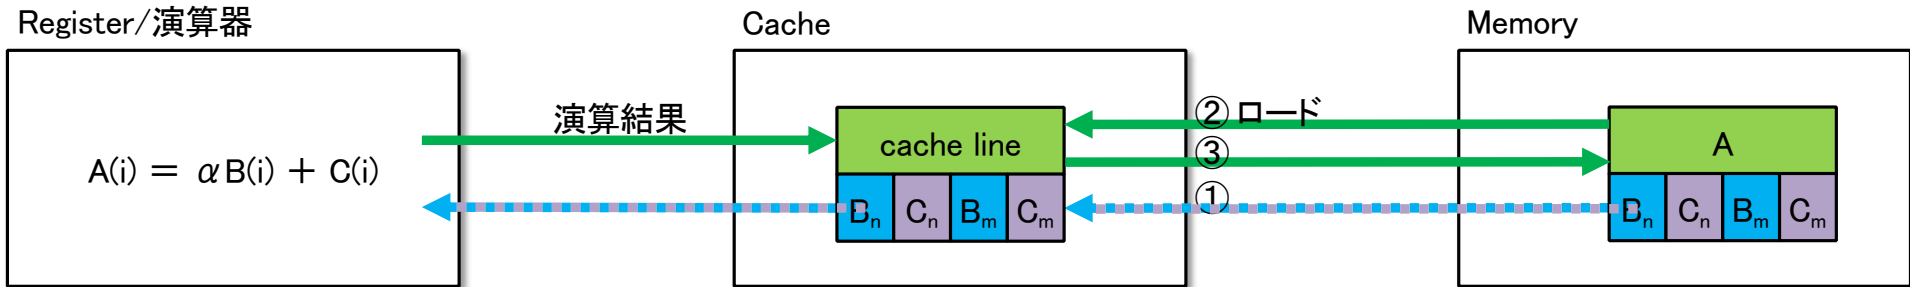 Register/演算器
Cache
Memory
演算結果
②ロード
cache line
A
③
A(i) = αB(i) + C(i)
①
Bn Cn Bm Cm
Bn Cn Bm Cm